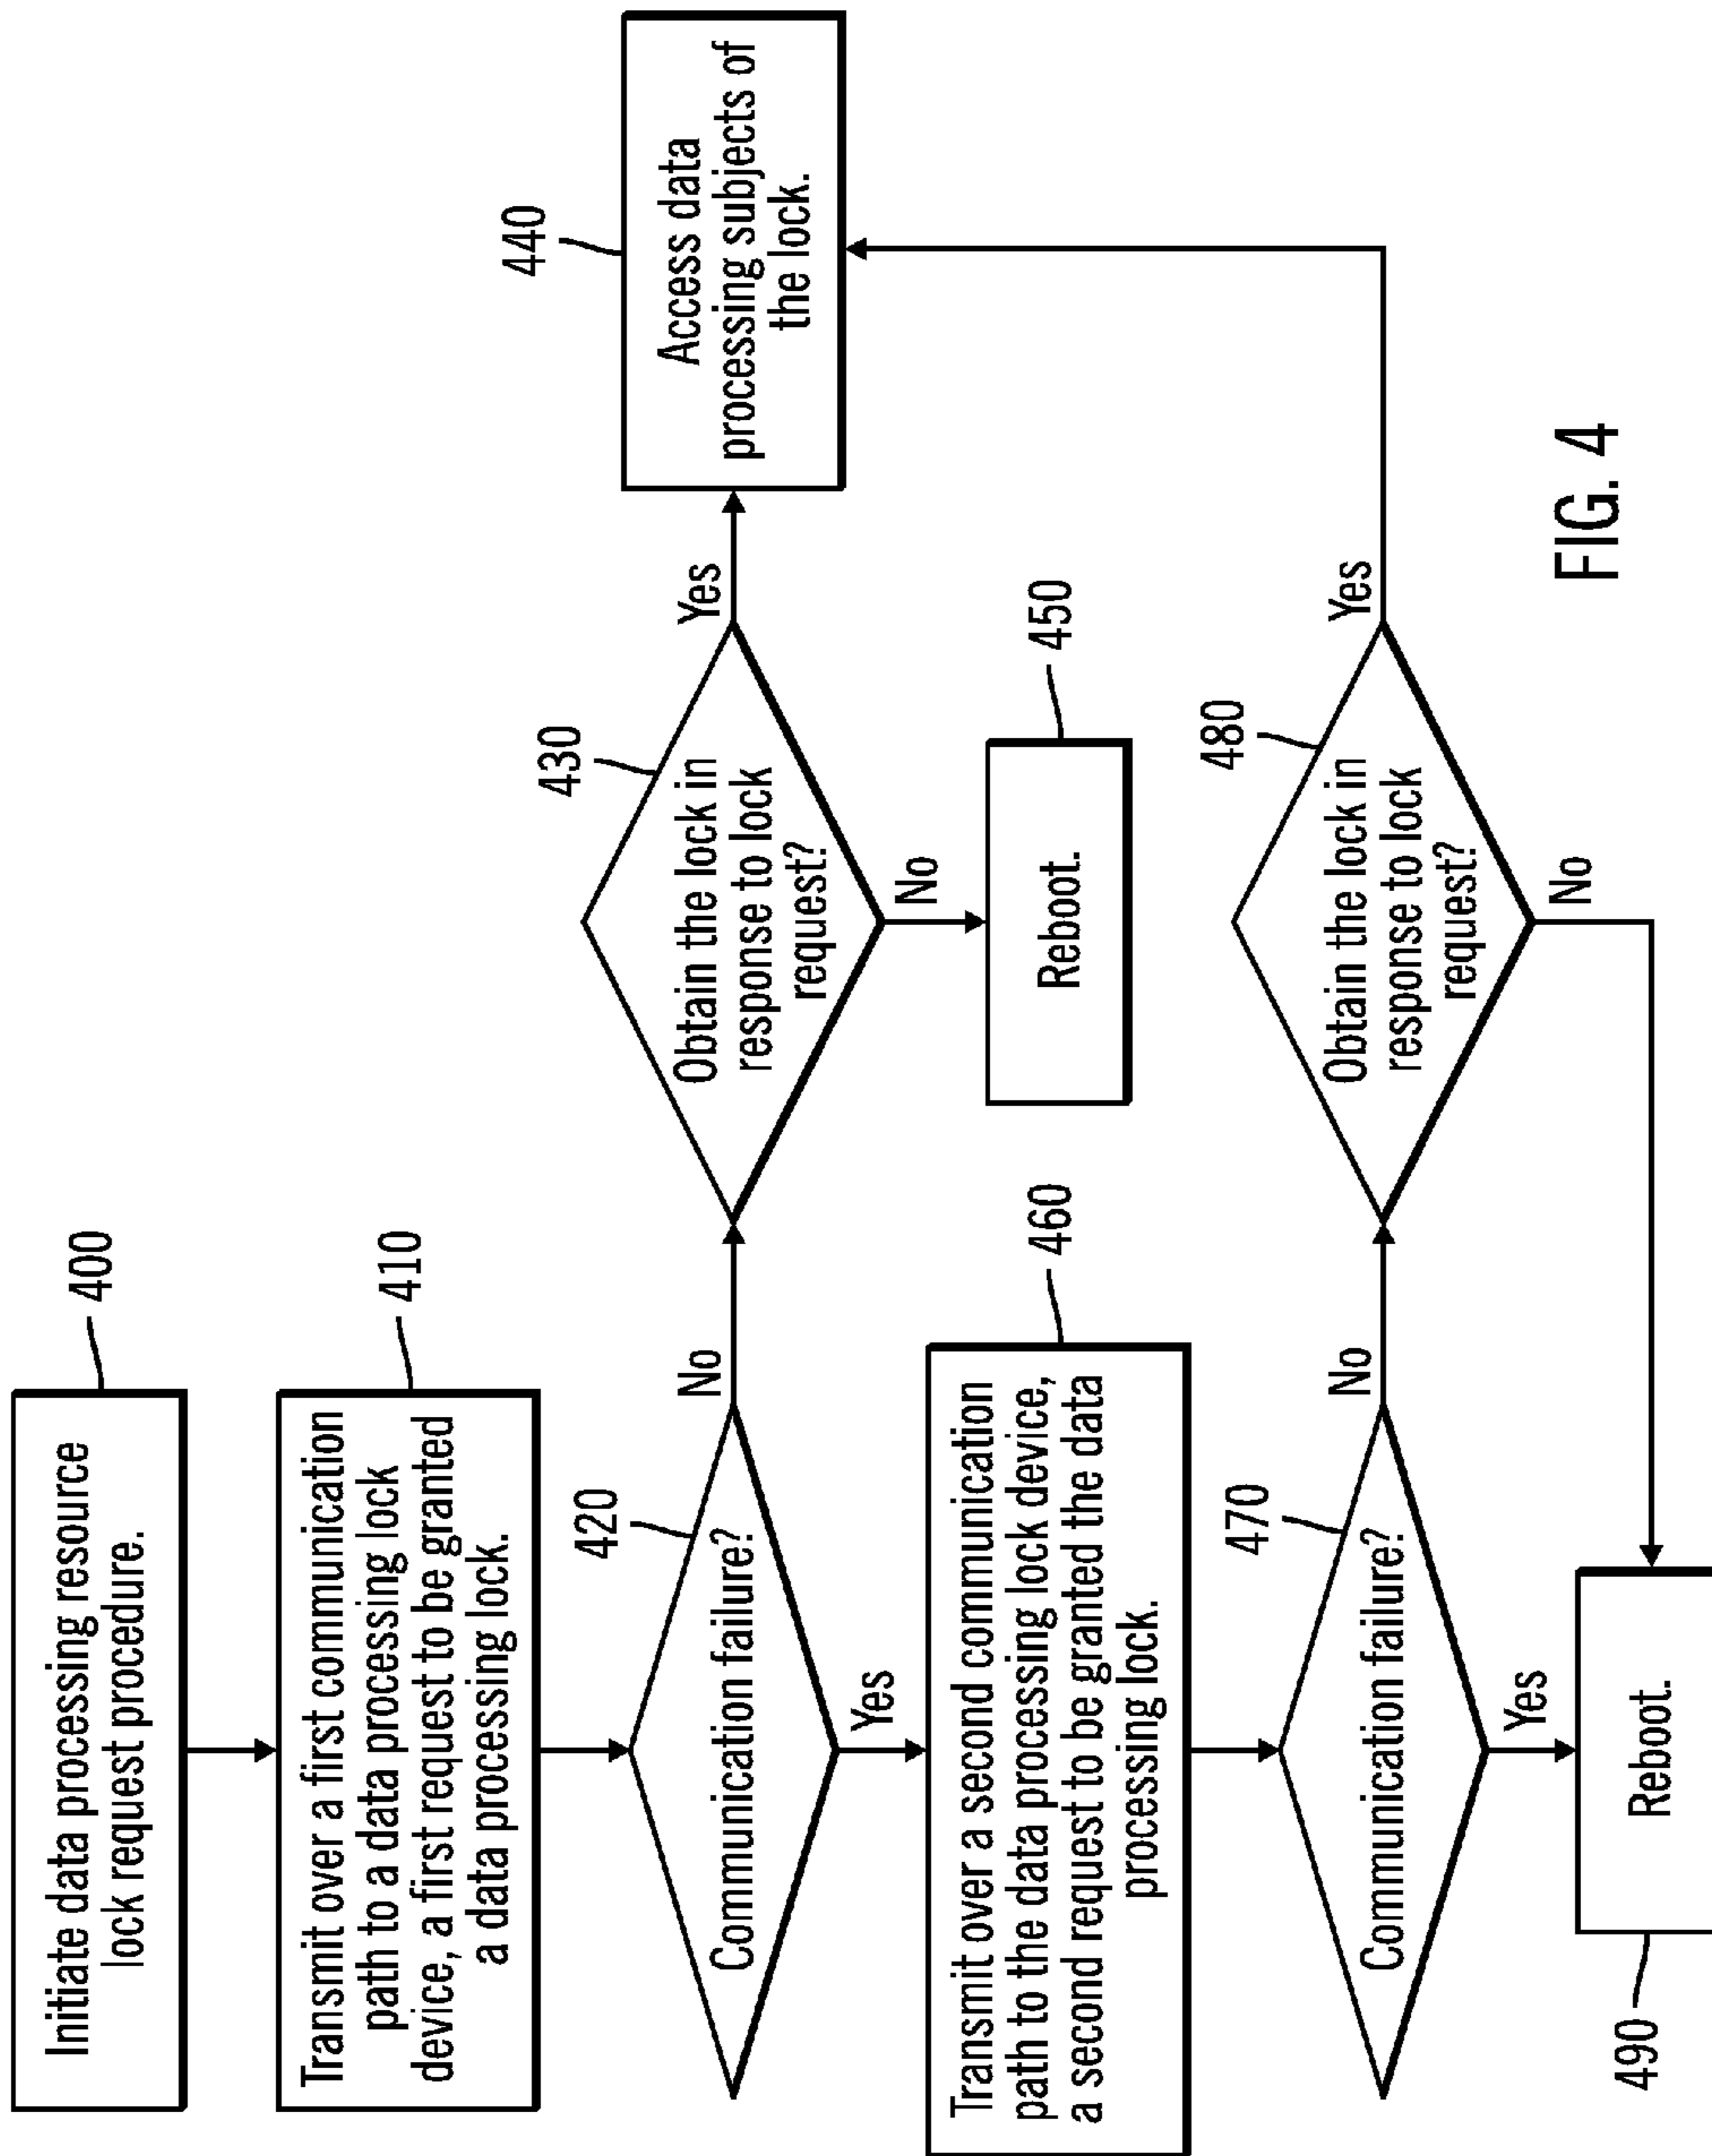 400
Initiate data processing resource
lock request procedure.
410
Transmit over a first communication
path to a data processing lock
device, a first request to be granted
a data processing lock.
420
Communication failure?
No
Yes
430
Obtain the lock in
response to lock
request?
Yes
No
440
Access data
processing subjects of
the lock.
450
Reboot.
460
Transmit over a second communication
path to the data processing lock device,
a second request to be granted the data
processing lock.
470
Communication failure?
No
Yes
480
Obtain the lock in
response to lock
request?
Yes
No
490
Reboot.
FIG. 4